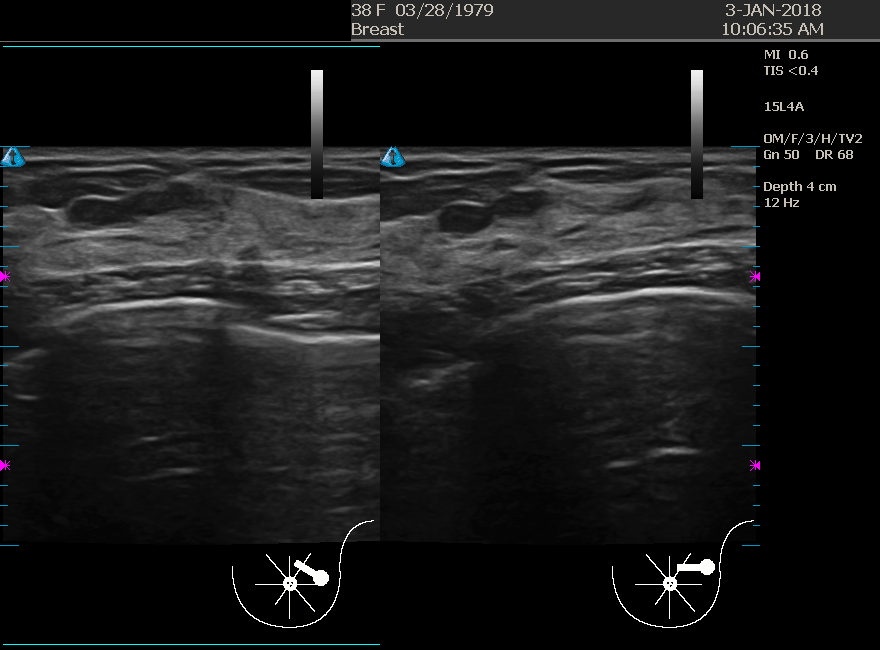 38 F 03/28/1979 3-JAN-2018
Breast 10:06:35 AM
MI 0.6
TIS <0.4
15L4A
OM/F/3/H/TV2
Gn 50 DR 68
Depth 4 cm
12 Hz